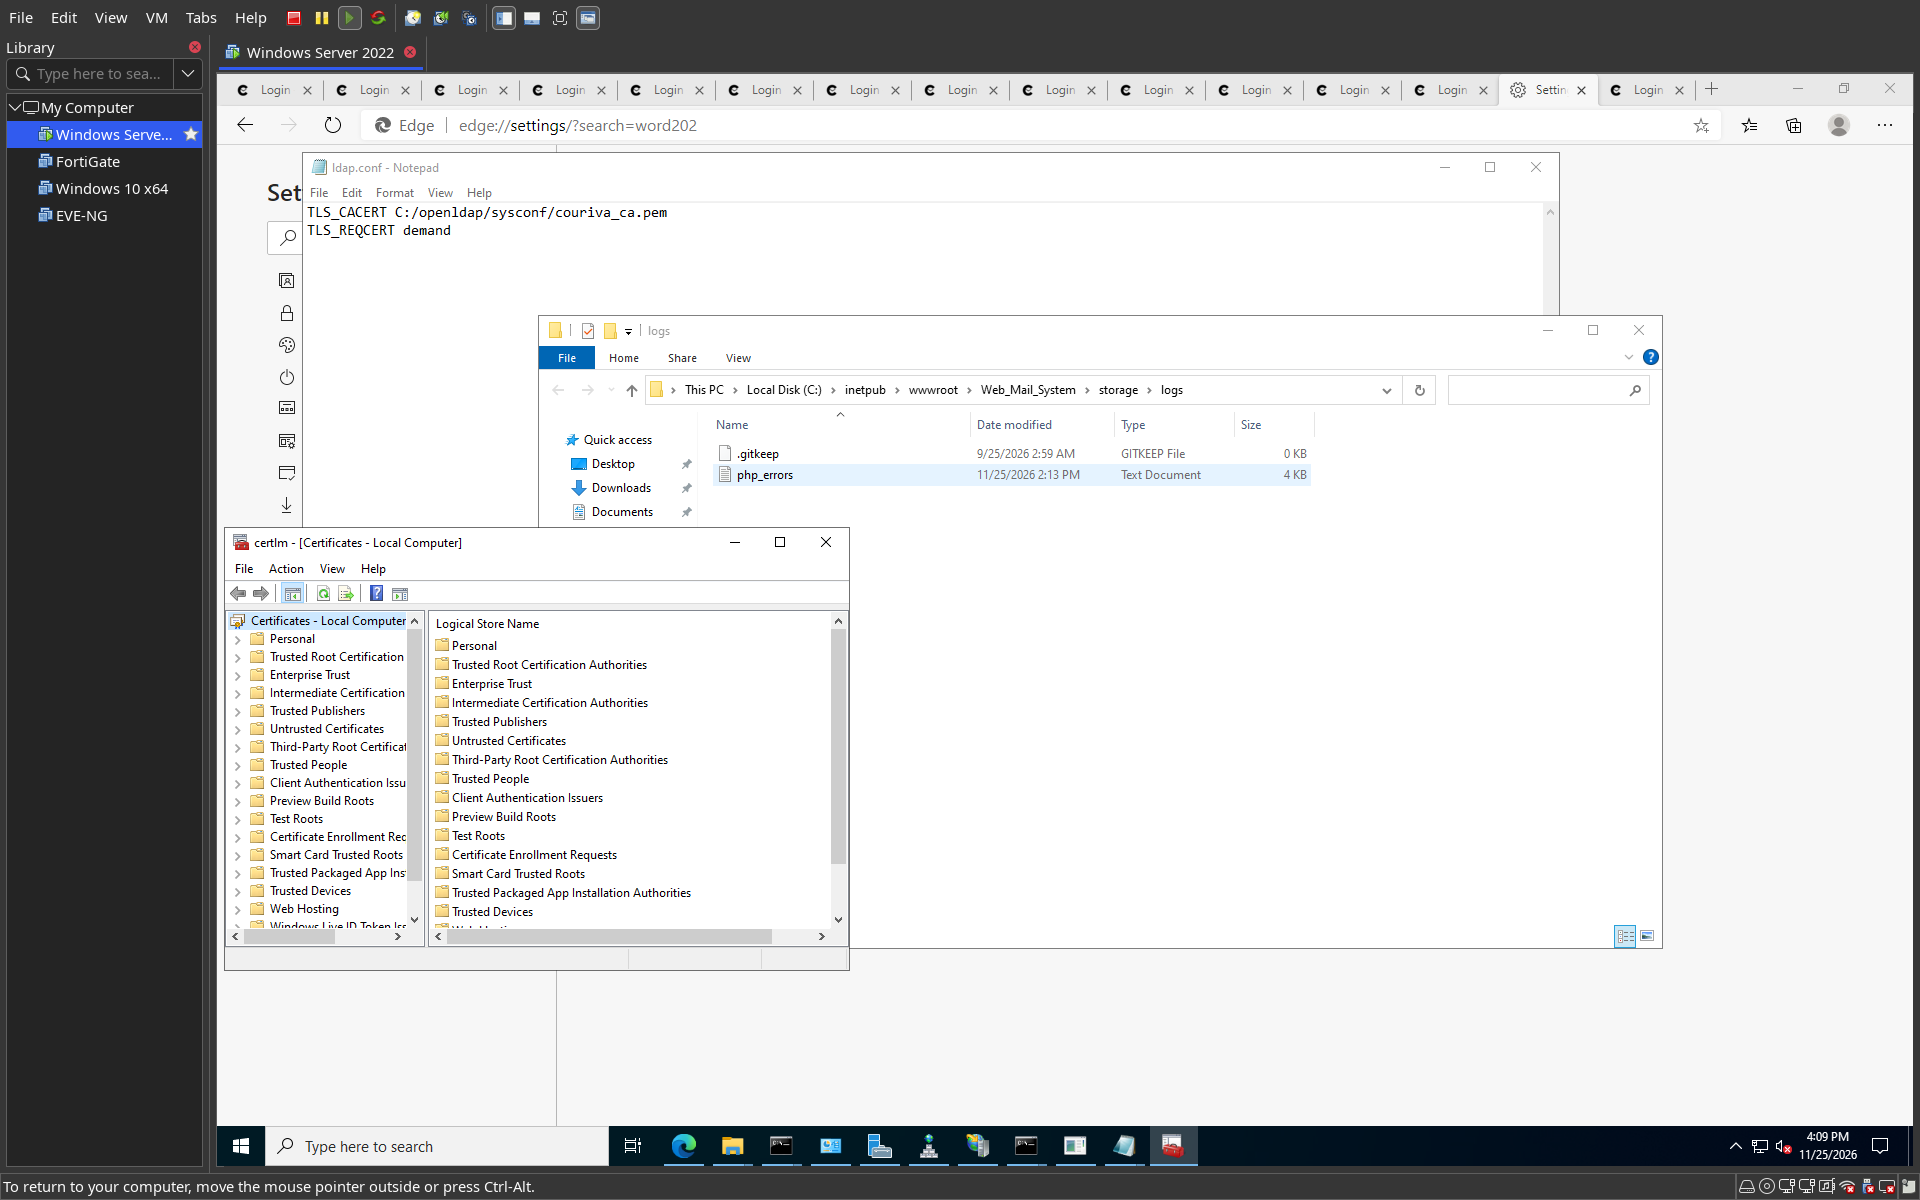 File Edit View VM Tabs Help
Library
Type here to sea...
My Computer
Windows Serve...
FortiGate
Windows 10 x64
EVE-NG
Windows Server 2022
Login Login Login Login Login Login Login Login Login Login Login Login Login Settin Login
Edge edge://settings/?search=word202
Set
ldap.conf - Notepad
File Edit Format View Help
TLS_CACERT C:/openldap/sysconf/couriva_ca.pem
TLS_REQCERT demand
logs
File Home Share View
This PC Local Disk (C:) inetpub wwwroot Web_Mail_System storage logs
Name Date modified Type Size
Quick access
Desktop
Downloads
Documents
.gitkeep 9/25/2026 2:59 AM GITKEEP File 0 KB
php_errors 11/25/2026 2:13 PM Text Document 4 KB
certlm - [Certificates - Local Computer]
File Action View Help
Certificates - Local Computer
Personal
Trusted Root Certification
Enterprise Trust
Intermediate Certification
Trusted Publishers
Untrusted Certificates
Third-Party Root Certificat
Trusted People
Client Authentication Issu
Preview Build Roots
Test Roots
Certificate Enrollment Req
Smart Card Trusted Roots
Trusted Packaged App Ins
Trusted Devices
Web Hosting
Windows Live ID Token Iss
Logical Store Name
Personal
Trusted Root Certification Authorities
Enterprise Trust
Intermediate Certification Authorities
Trusted Publishers
Untrusted Certificates
Third-Party Root Certification Authorities
Trusted People
Client Authentication Issuers
Preview Build Roots
Test Roots
Certificate Enrollment Requests
Smart Card Trusted Roots
Trusted Packaged App Installation Authorities
Trusted Devices
Type here to search
4:09 PM
11/25/2026
To return to your computer, move the mouse pointer outside or press Ctrl-Alt.